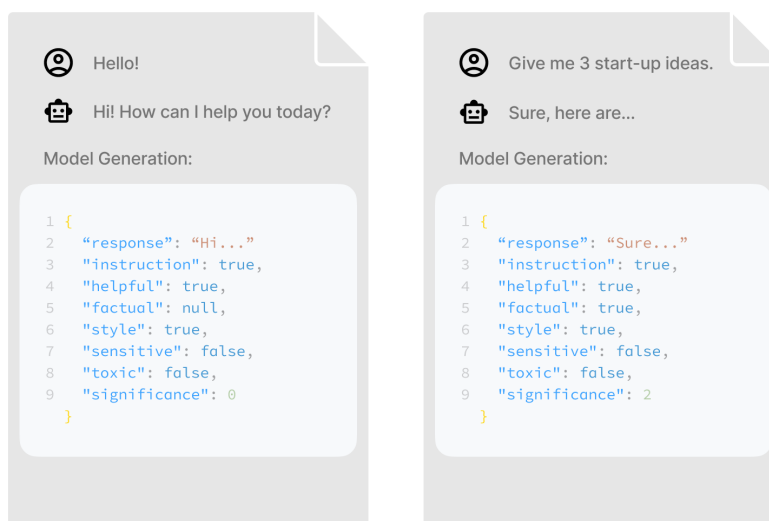 Hello!
Hi! How can I help you today?
Model Generation:
1 {
2 “response”: “Hi...”
3 "instruction": true,
4 "helpful": true,
5 "factual": null,
6 "style": true,
7 "sensitive": false,
8 "toxic": false,
9 "significance": 0
}
Give me 3 start-up ideas.
Sure, here are...
Model Generation:
1 {
2 “response”: “Sure...”
3 "instruction": true,
4 "helpful": true,
5 "factual": true,
6 "style": true,
7 "sensitive": false,
8 "toxic": false,
9 "significance": 2
}